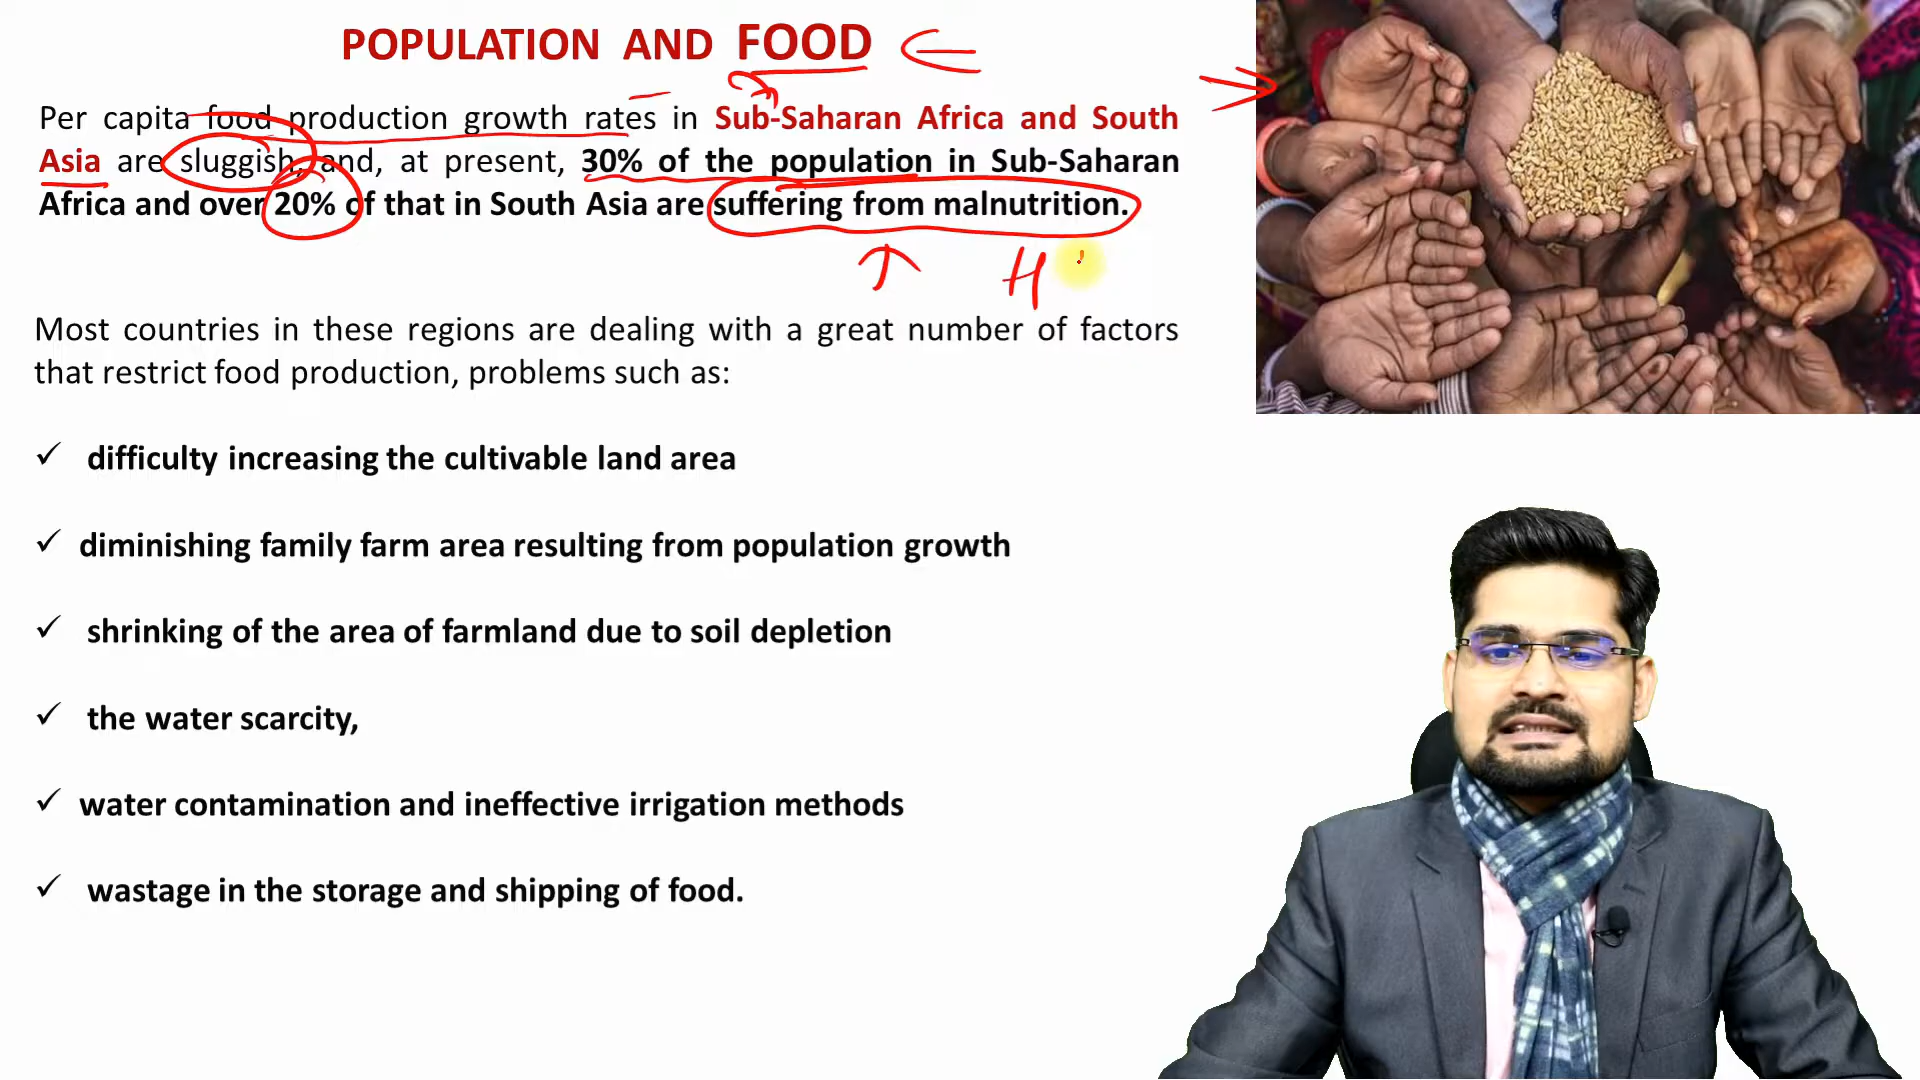 POPULATION AND FOOD
Per capita food production growth rates in Sub-Saharan Africa and South
Asia are sluggish, and, at present, 30% of the population in Sub-Saharan
Africa and over 20% of that in South Asia are suffering from malnutrition.
H
Most countries in these regions are dealing with a great number of factors
that restrict food production, problems such as:
✓ difficulty increasing the cultivable land area
✓ diminishing family farm area resulting from population growth
✓ shrinking of the area of farmland due to soil depletion
✓ the water scarcity,
✓ water contamination and ineffective irrigation methods
✓ wastage in the storage and shipping of food.